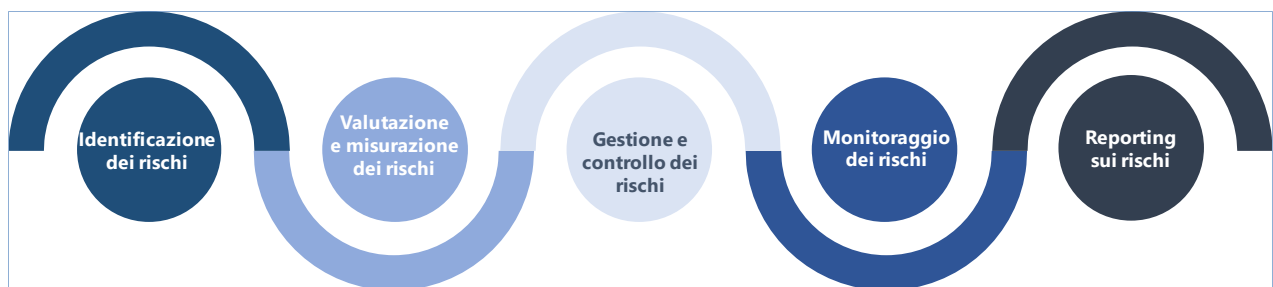 Identificazione
dei rischi
Valutazione
e misurazione
dei rischi
Gestione e
controllo dei
rischi
Monitoraggio
dei rischi
Reporting
sui rischi